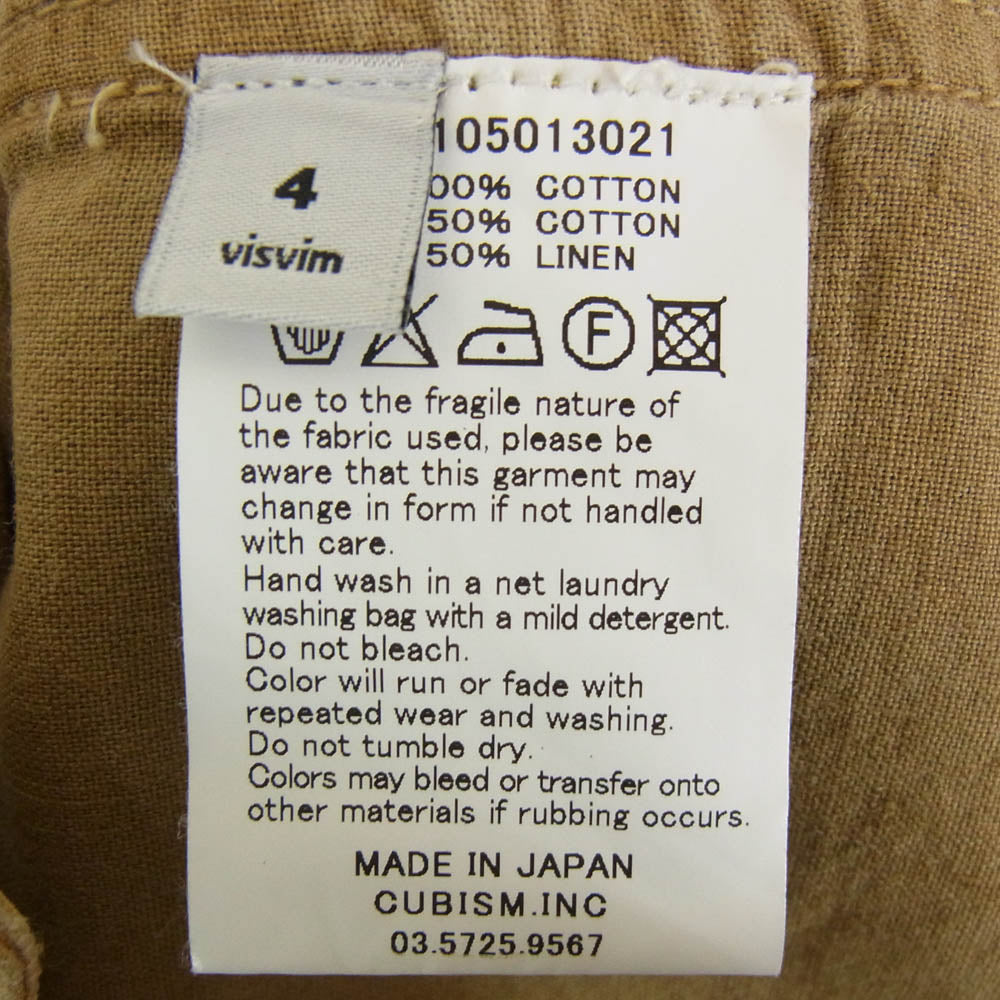 4
visvim
105013021
00% COTTON
50% COTTON
50% LINEN
F
Due to the fragile nature of
the fabric used, please be
aware that this garment may
change in form if not handled
with care.
Hand wash in a net laundry
washing bag with a mild detergent.
Do not bleach.
Color will run or fade with
repeated wear and washing.
Do not tumble dry.
Colors may bleed or transfer onto
other materials if rubbing occurs.
MADE IN JAPAN
CUBISM.INC
03.5725.9567